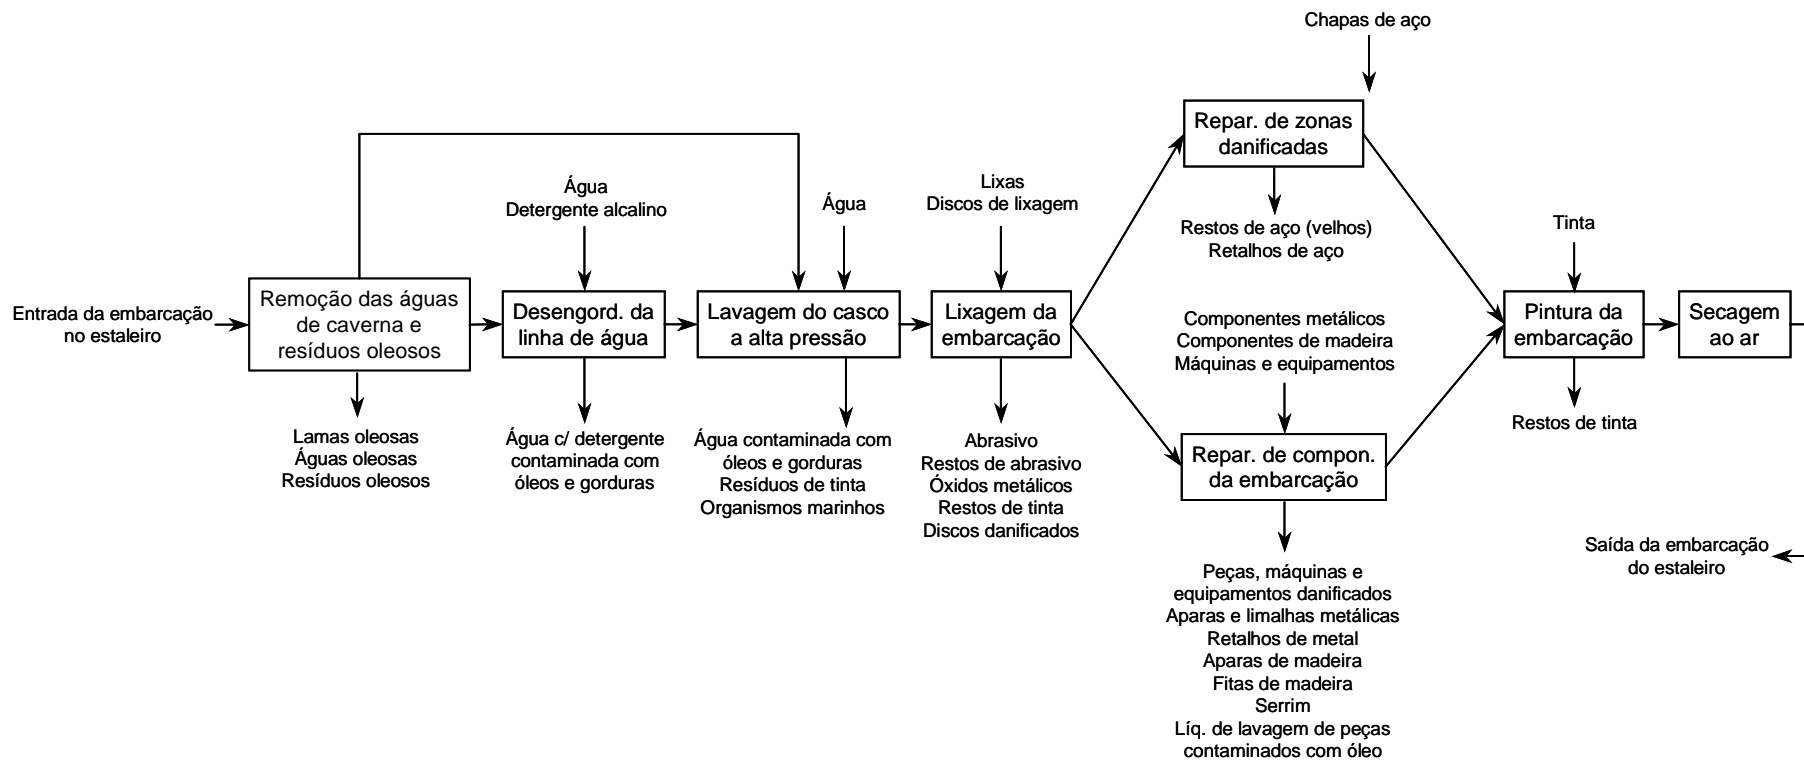 Chapas de aço
Repar. de zonas
danificadas
Restos de aço (velhos)
Retalhos de aço
Água
Detergente alcalino
Água
Lixas
Discos de lixagem
Tinta
Entrada da embarcação
no estaleiro
Remoção das águas
de caverna e
resíduos oleosos
Desengord. da
linha de água
Lavagem do casco
a alta pressão
Lixagem da
embarcação
Componentes metálicos
Componentes de madeira
Máquinas e equipamentos
Pintura da
embarcação
Secagem
ao ar
Lamas oleosas
Águas oleosas
Resíduos oleosos
Água c/ detergente
contaminada com
óleos e gorduras
Água contaminada com
óleos e gorduras
Resíduos de tinta
Organismos marinhos
Abrasivo
Restos de abrasivo
Óxidos metálicos
Restos de tinta
Discos danificados
Repar. de compon.
da embarcação
Restos de tinta
Saída da embarcação
do estaleiro
Peças, máquinas e
equipamentos danificados
Aparas e limalhas metálicas
Retalhos de metal
Aparas de madeira
Fitas de madeira
Serrim
Líq. de lavagem de peças
contaminados com óleo